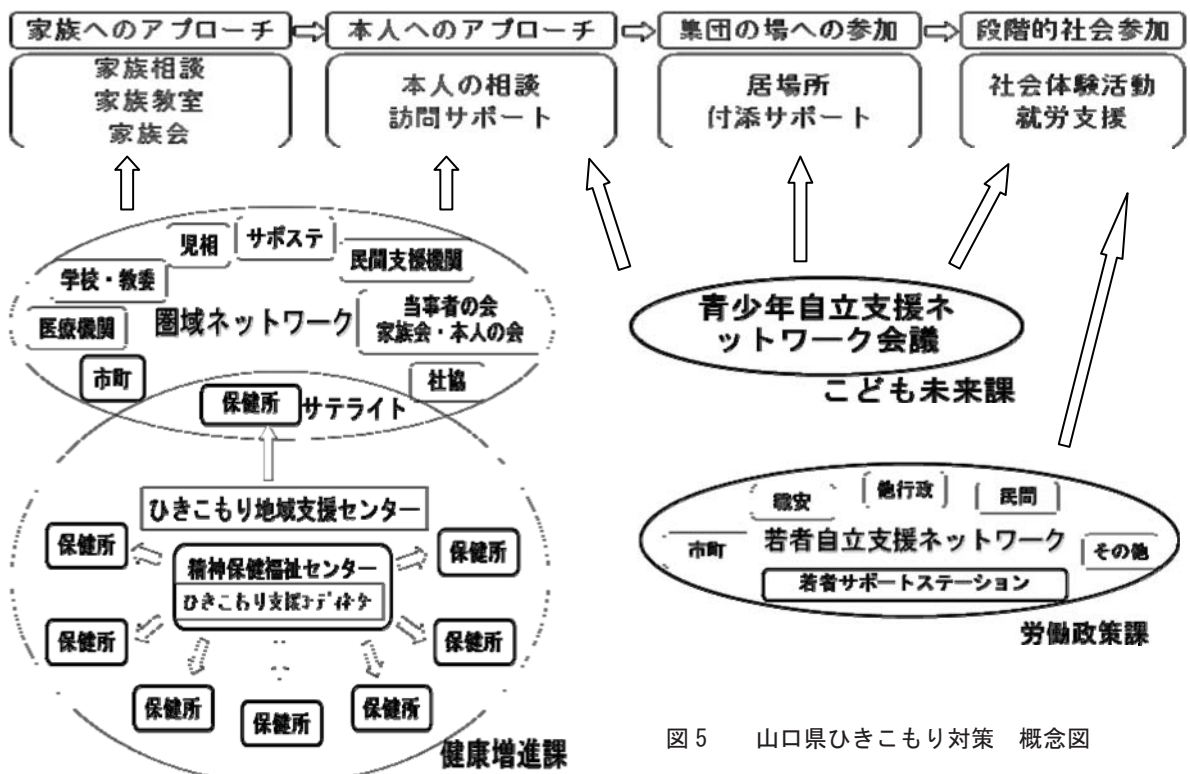 家族へのアプローチ
本人へのアプローチ
集団の場への参加
段階的社会参加
家族相談
家族教室
家族会
本人の相談
訪問サポート
居場所
付添サポート
社会体験活動
就労支援
児相
サポステ
民間支援機関
学校・教委
医療機関
圏域ネットワーク
当事者の会
家族会・本人の会
市町
社協
保健所
サテライト
青少年自立支援ネ
ットワーク会議
こども未来課
ひきこもり地域支援センター
精神保健福祉センター
ひきこもり支援ｺｰﾃﾞｨﾈｰﾀｰ
保健所
保健所
保健所
保健所
保健所
保健所
保健所
健康増進課
職安
他行政
民間
市町
若者自立支援ネットワーク
その他
若者サポートステーション
労働政策課
図5　山口県ひきこもり対策　概念図